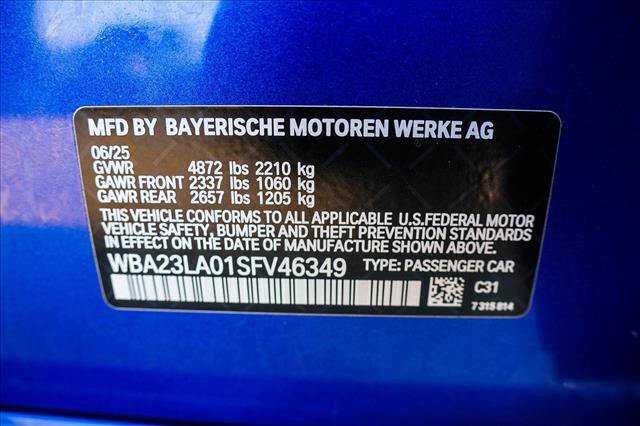 MFD BY BAYERISCHE MOTOREN WERKE AG
06/25
GVWR 4872 lbs 2210 kg
GAWR FRONT 2337 lbs 1060 kg
GAWR REAR 2657 lbs 1205 kg
THIS VEHICLE CONFORMS TO ALL APPLICABLE U.S.FEDERAL MOTOR
VEHICLE SAFETY, BUMPER AND THEFT PREVENTION STANDARDS
IN EFFECT ON THE DATE OF MANUFACTURE SHOWN ABOVE.
WBA23LA01SFV46349 TYPE: PASSENGER CAR
C31
7315814